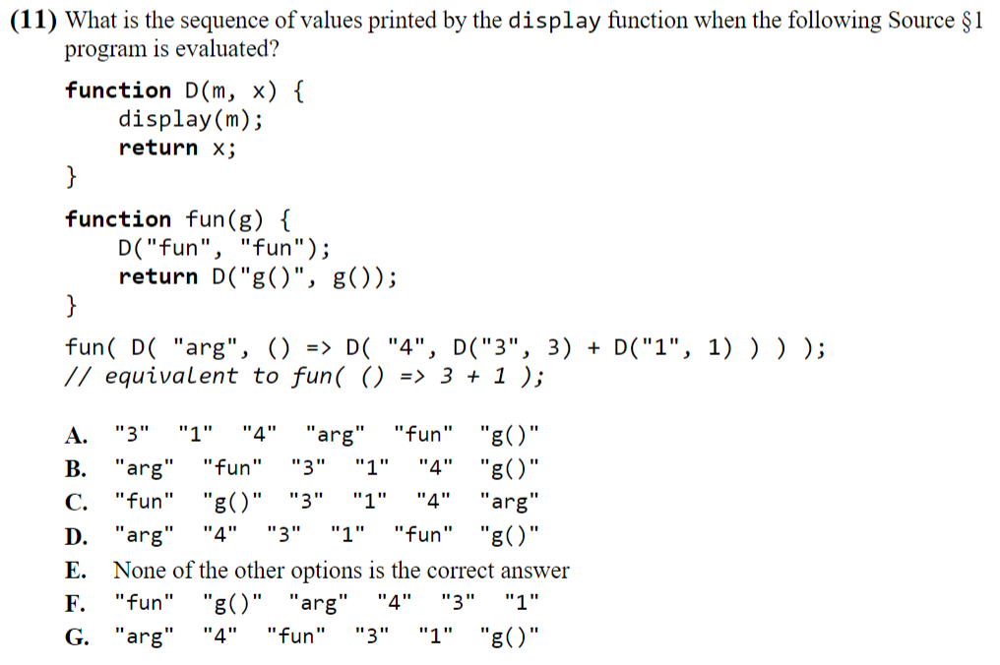 (11) What is the sequence of values printed by the display function when the following Source §1
program is evaluated?
function D(m, x) {
display(m);
return x;
}
function fun(g) {
D("fun", "fun");
return D("g()", g());
}
fun( D( "arg", () => D( "4", D("3", 3) + D("1", 1) ) ) );
// equivalent to fun( () => 3 + 1 );
A. "3" "1" "4" "arg" "fun" "g()"
B. "arg" "fun" "3" "1" "4" "g()"
C. "fun" "g()" "3" "1" "4" "arg"
D. "arg" "4" "3" "1" "fun" "g()"
E. None of the other options is the correct answer
F. "fun" "g()" "arg" "4" "3" "1"
G. "arg" "4" "fun" "3" "1" "g()"